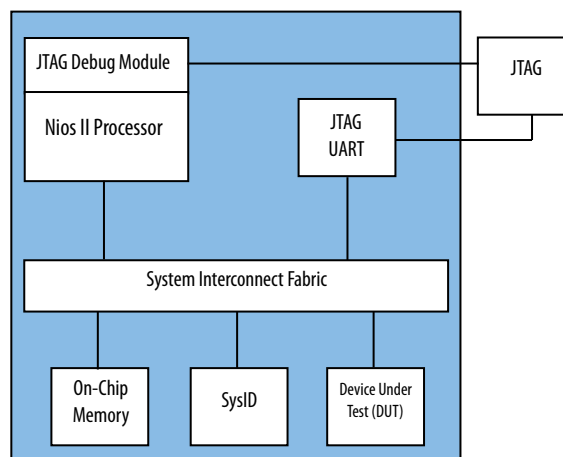 JTAG Debug Module
JTAG
Nios II Processor
JTAG
UART
System Interconnect Fabric
On-Chip
Memory
SysID
Device Under
Test (DUT)